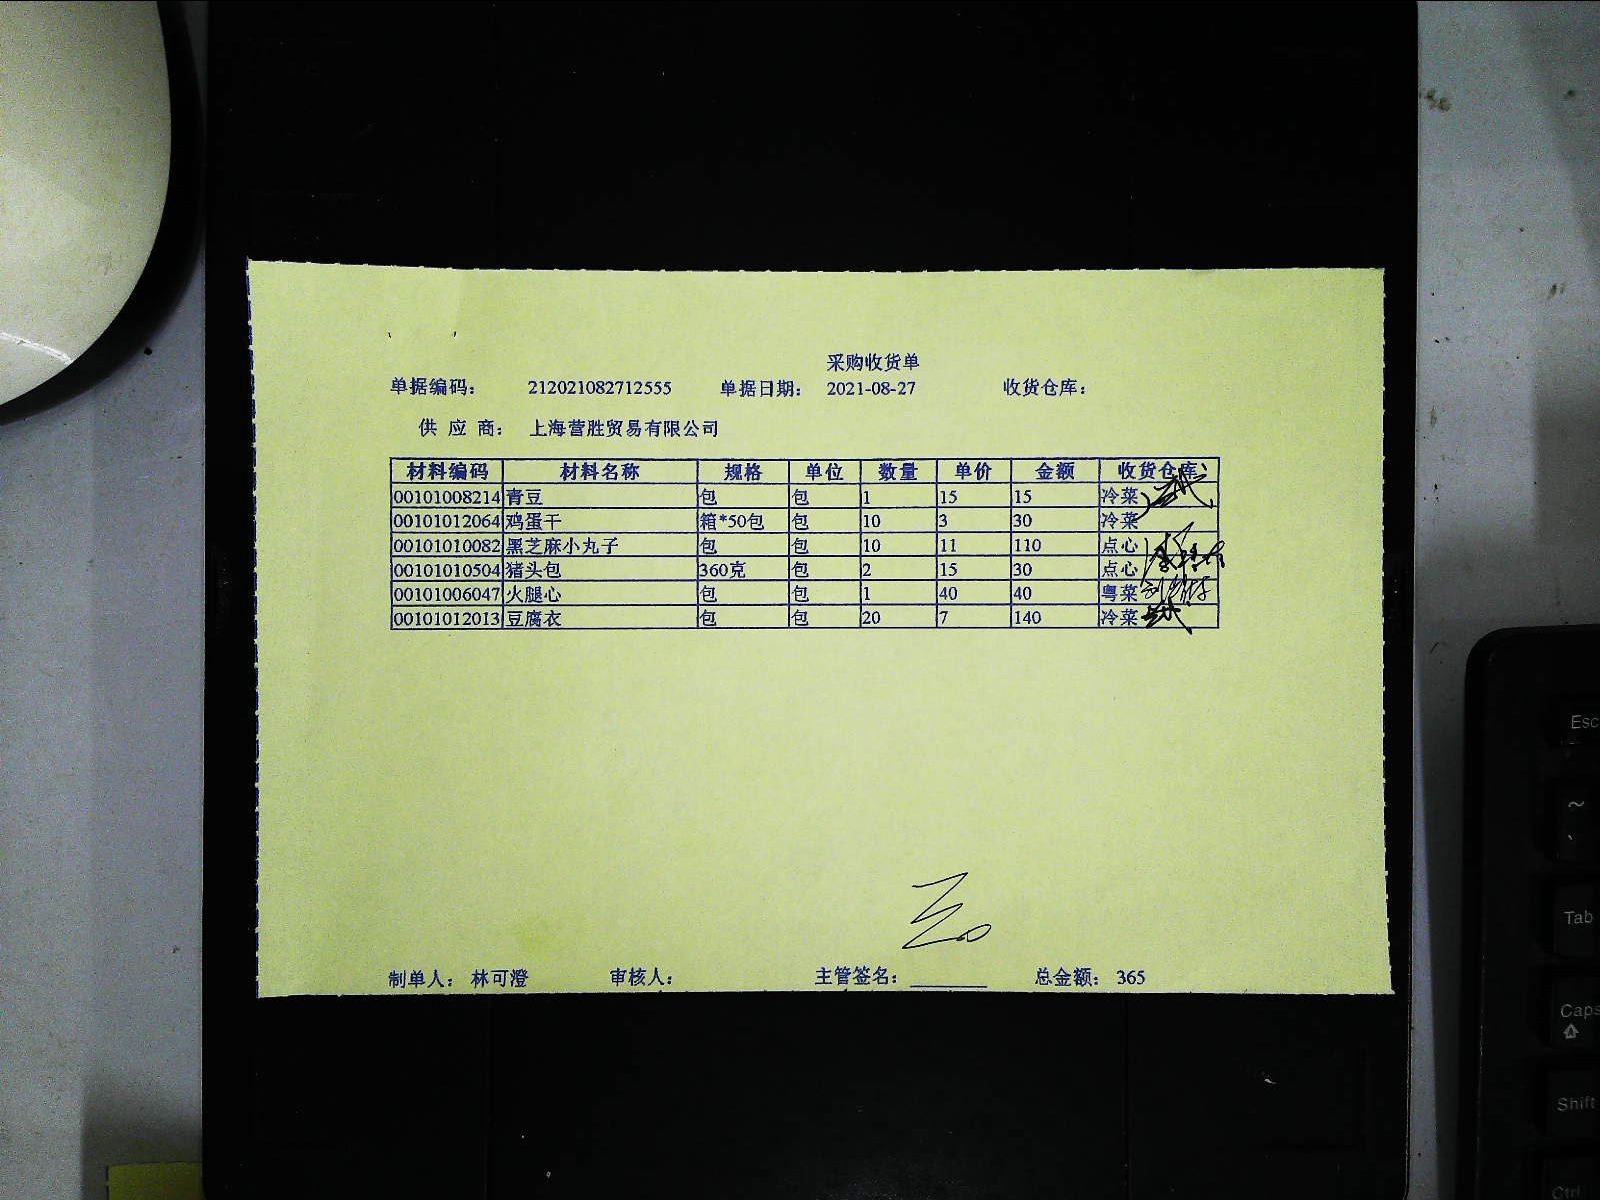 采购收货单
单据编码： 212021082712555 单据日期： 2021-08-27 收货仓库：
供 应 商： 上海营胜贸易有限公司
材料编码 材料名称 规格 单位 数量 单价 金额 收货仓库
00101008214 青豆 包 包 1 15 15 冷菜
00101012064 鸡蛋干 箱*50包 包 10 3 30 冷菜
00101010082 黑芝麻小丸子 包 包 10 11 110 点心
00101010504 猪头包 360克 包 2 15 30 点心
00101006047 火腿心 包 包 1 40 40 粤菜
00101012013 豆腐衣 包 包 20 7 140 冷菜
制单人： 林可澄 审核人： 主管签名： 总金额： 365
Esc
~
Tab
Caps
Shift
Ctrl